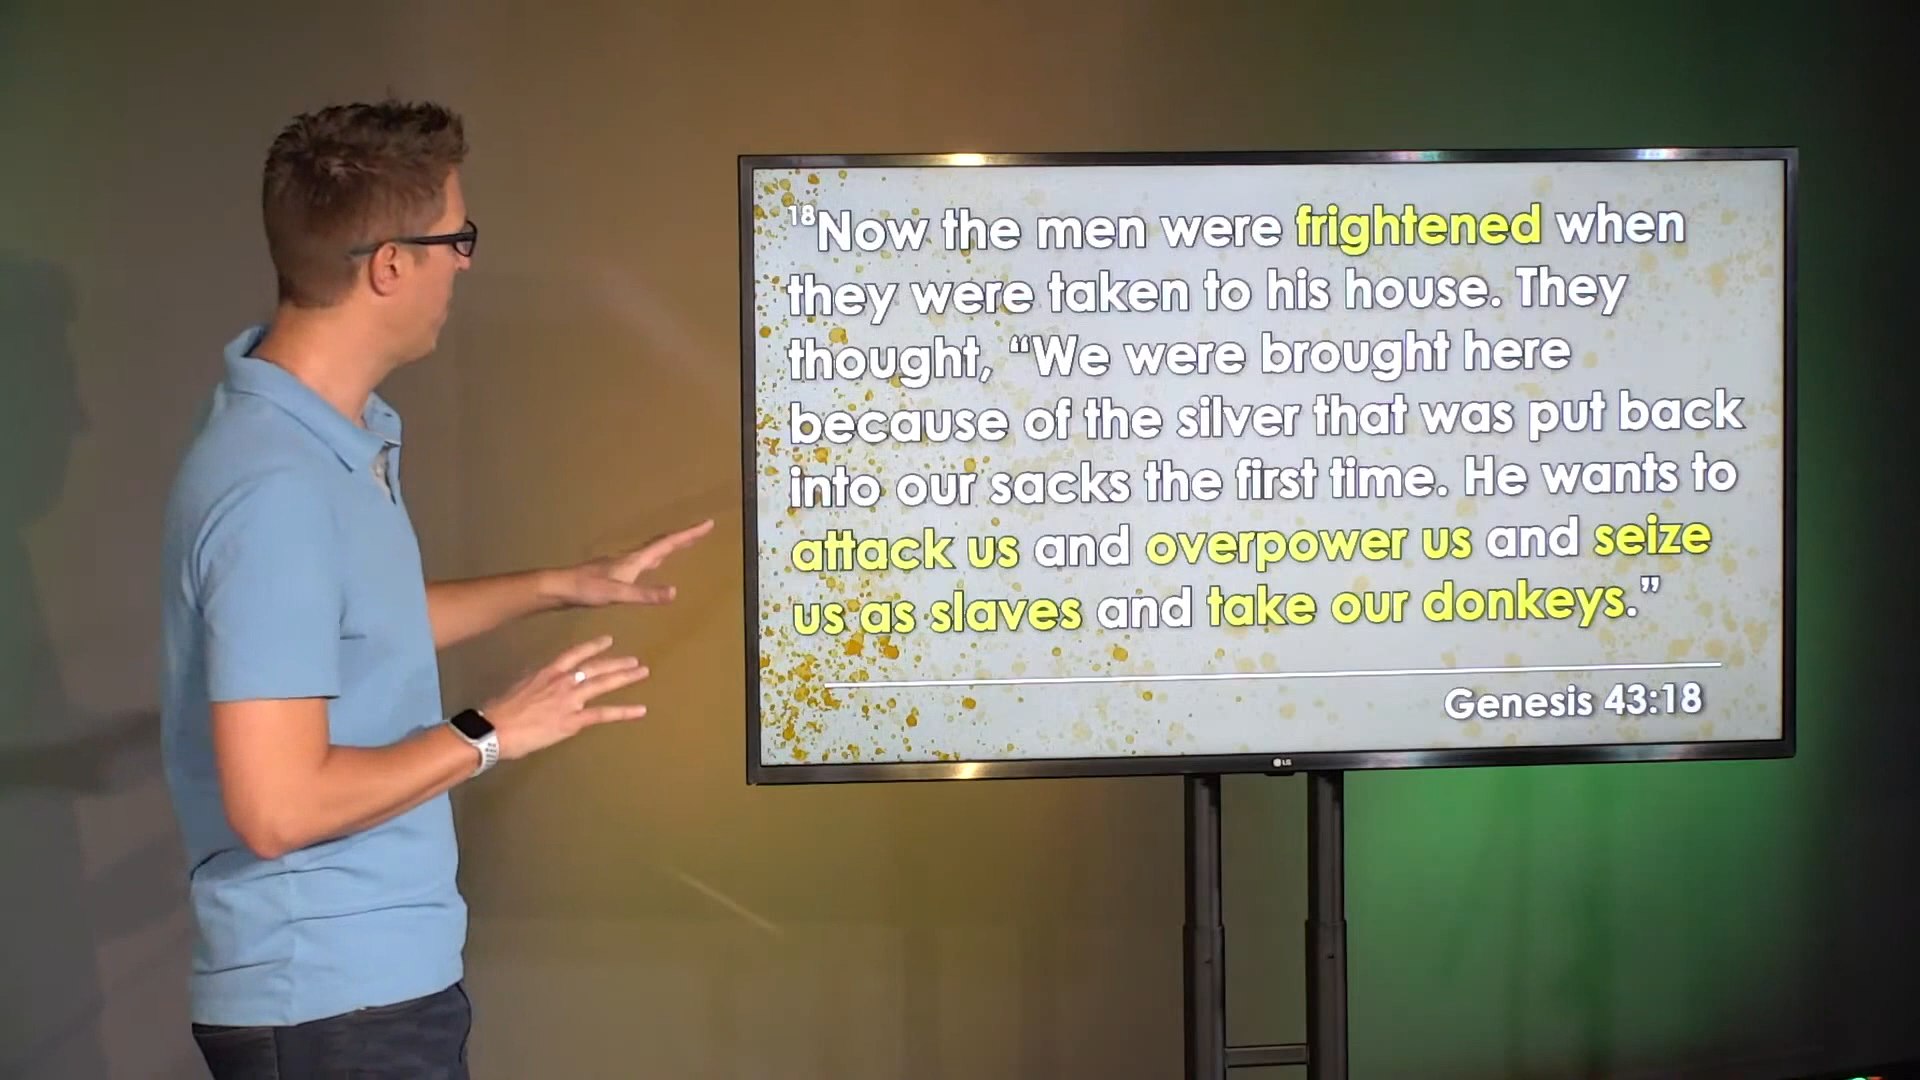 18Now the men were frightened when
they were taken to his house. They
thought, “We were brought here
because of the silver that was put back
into our sacks the first time. He wants to
attack us and overpower us and seize
us as slaves and take our donkeys.”
Genesis 43:18
LG